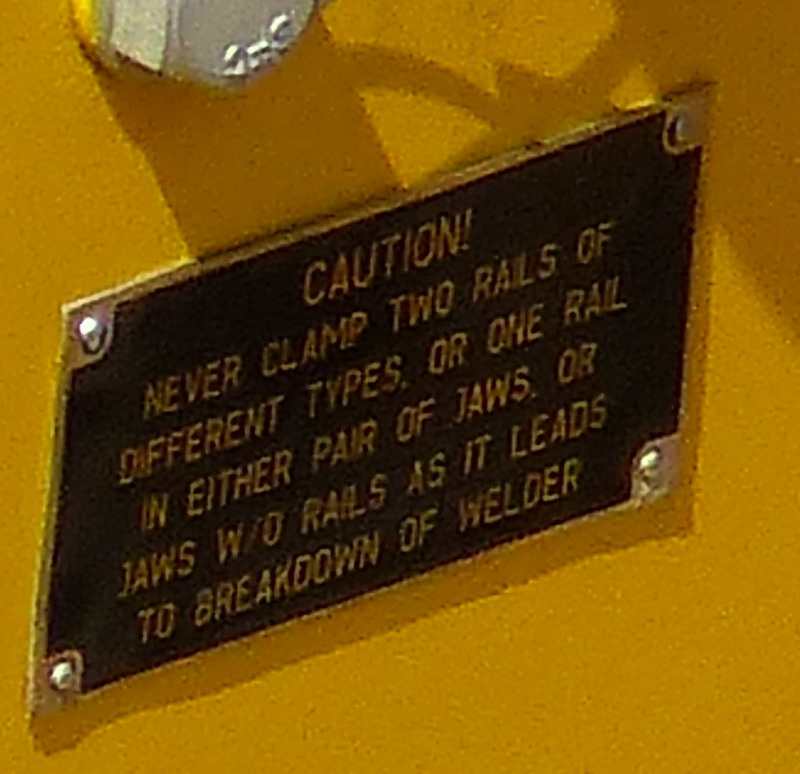 CAUTION!
NEVER CLAMP TWO RAILS OF
DIFFERENT TYPES, OR ONE RAIL
IN EITHER PAIR OF JAWS, OR
JAWS W/O RAILS AS IT LEADS
TO BREAKDOWN OF WELDER